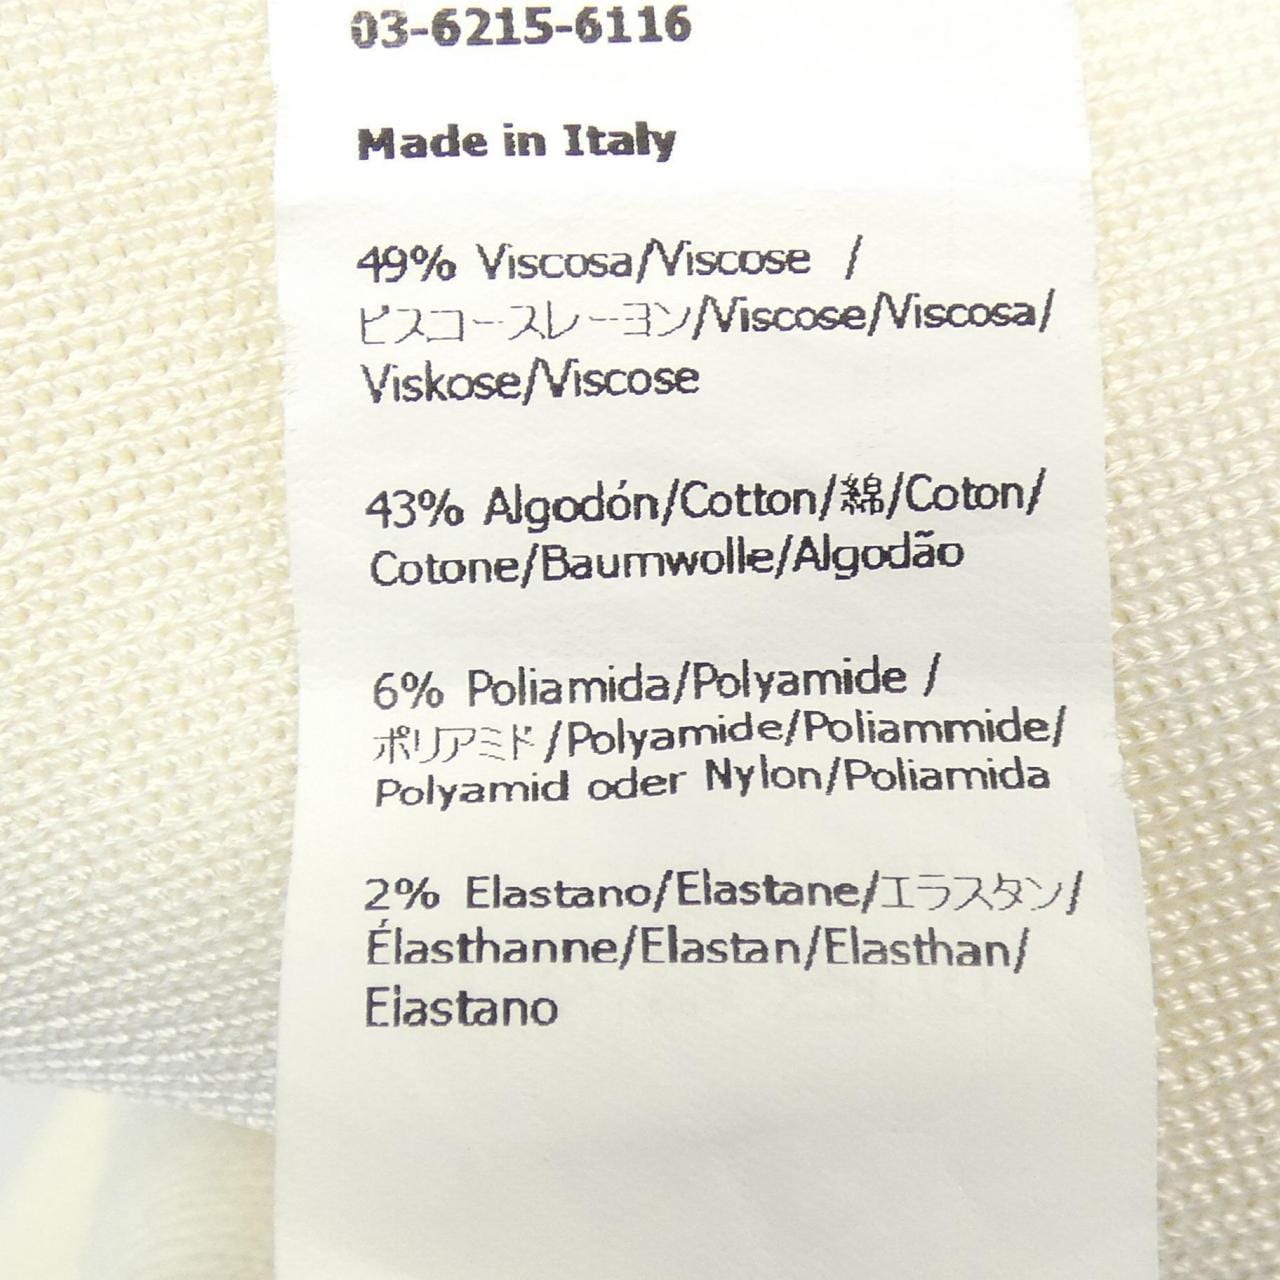 03-6215-6116
Made in Italy
49% Viscosa/Viscose /
ビスコースレーヨン/Viscose/Viscosa/
Viskose/Viscose
43% Algodón/Cotton/綿/Coton/
Cotone/Baumwolle/Algodão
6% Poliamida/Polyamide /
ポリアミド/Polyamide/Poliammide/
Polyamid oder Nylon/Poliamida
2% Elastano/Elastane/エラスタン/
Élasthanne/Elastan/Elasthan/
Elastano